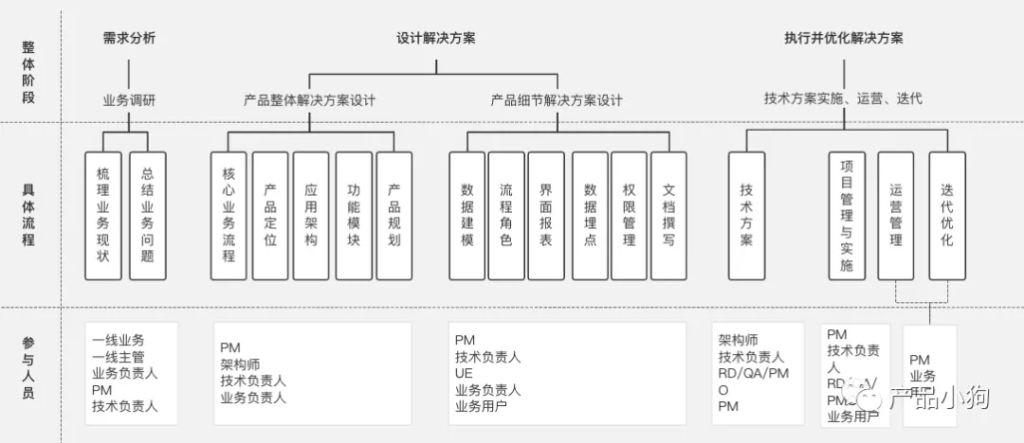 整体阶段
需求分析
设计解决方案
执行并优化解决方案
业务调研
产品整体解决方案设计
产品细节解决方案设计
技术方案实施、运营、迭代
具体流程
梳理业务现状
总结业务问题
核心业务流程
产品定位
应用架构
功能模块
产品规划
数据建模
流程角色
界面报表
数据埋点
权限管理
文档撰写
技术方案
项目管理与实施
运营管理
迭代优化
参与人员
一线业务
一线主管
业务负责人
PM
技术负责人
PM
架构师
技术负责人
业务负责人
PM
技术负责人
UE
业务负责人
业务用户
架构师
技术负责人
RD/QA/PM
O
PM
PM
技术负责
人
业务用户
PM
业务
用户
产品小狗